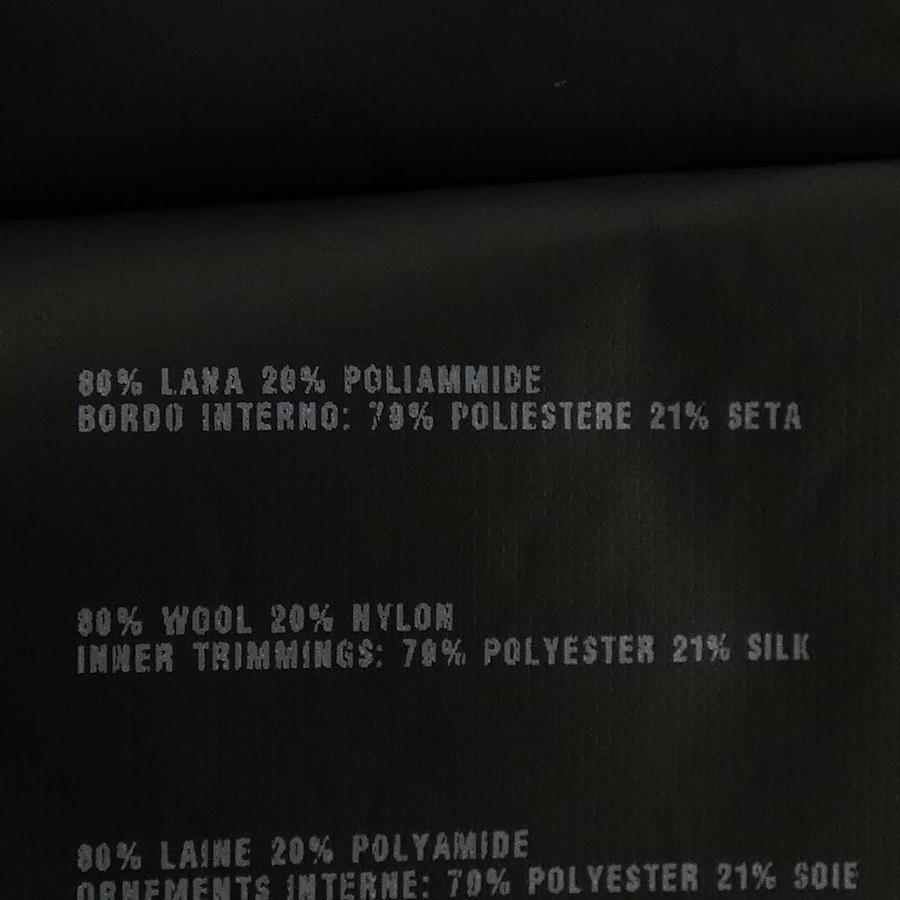 80% LANA 20% POLIAMMIDE
BORDO INTERNO: 79% POLIESTERE 21% SETA
80% WOOL 20% NYLON
INNER TRIMMINGS: 79% POLYESTER 21% SILK
80% LAINE 20% POLYAMIDE
ORNEMENTS INTERNE: 79% POLYESTER 21% SOIE